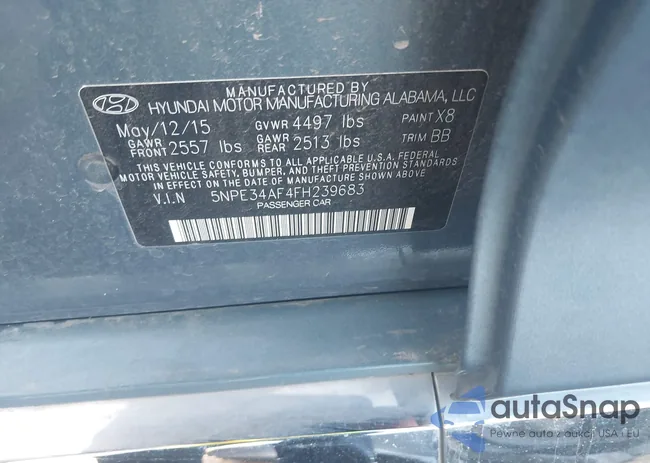 MANUFACTURED BY
HYUNDAI MOTOR MANUFACTURING ALABAMA, LLC
May/12/15 GVWR 4497 lbs PAINT X8
GAWR FRONT 2557 lbs GAWR REAR 2513 lbs TRIM BB
THIS VEHICLE CONFORMS TO ALL APPLICABLE U.S.A. FEDERAL
MOTOR VEHICLE SAFETY, BUMPER, AND THEFT PREVENTION STANDARDS
IN EFFECT ON THE DATE OF MANUFACTURE SHOWN ABOVE.
V.I.N 5NPE34AF4FH239683
PASSENGER CAR
autaSnap
Pewne auta z aukcji USA i EU